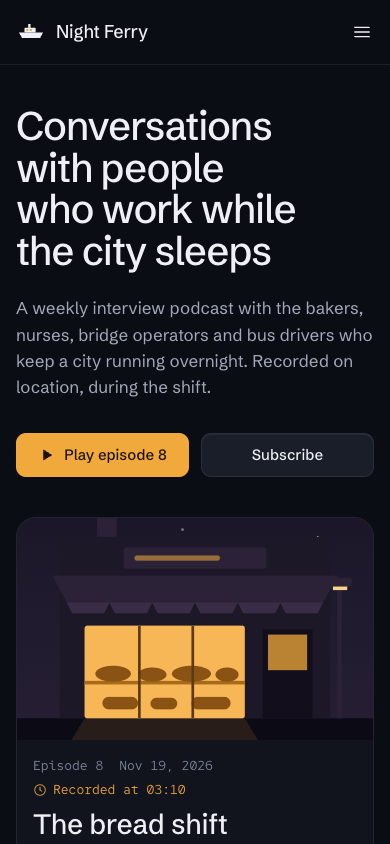 Night Ferry
Conversations
with people
who work while
the city sleeps
A weekly interview podcast with the bakers,
nurses, bridge operators and bus drivers who
keep a city running overnight. Recorded on
location, during the shift.
Play episode 8
Subscribe
Episode 8 Nov 19, 2026
Recorded at 03:10
The bread shift